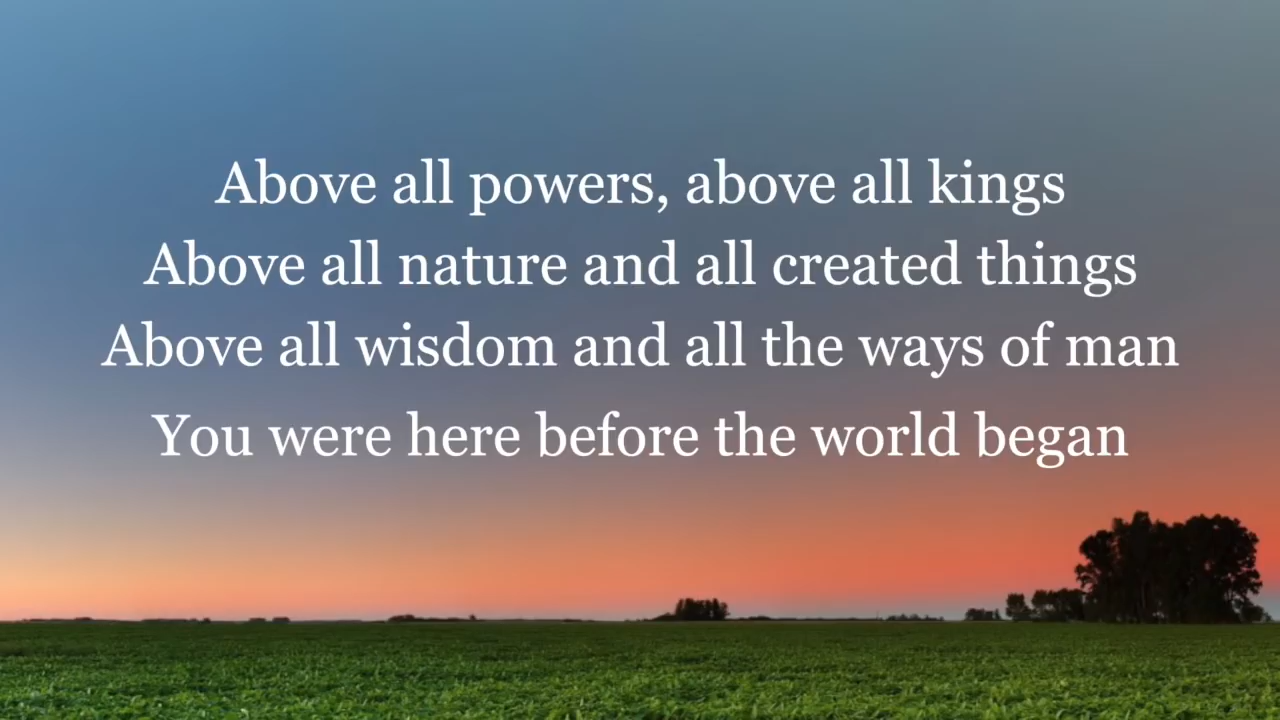 Above all powers, above all kings
Above all nature and all created things
Above all wisdom and all the ways of man
You were here before the world began